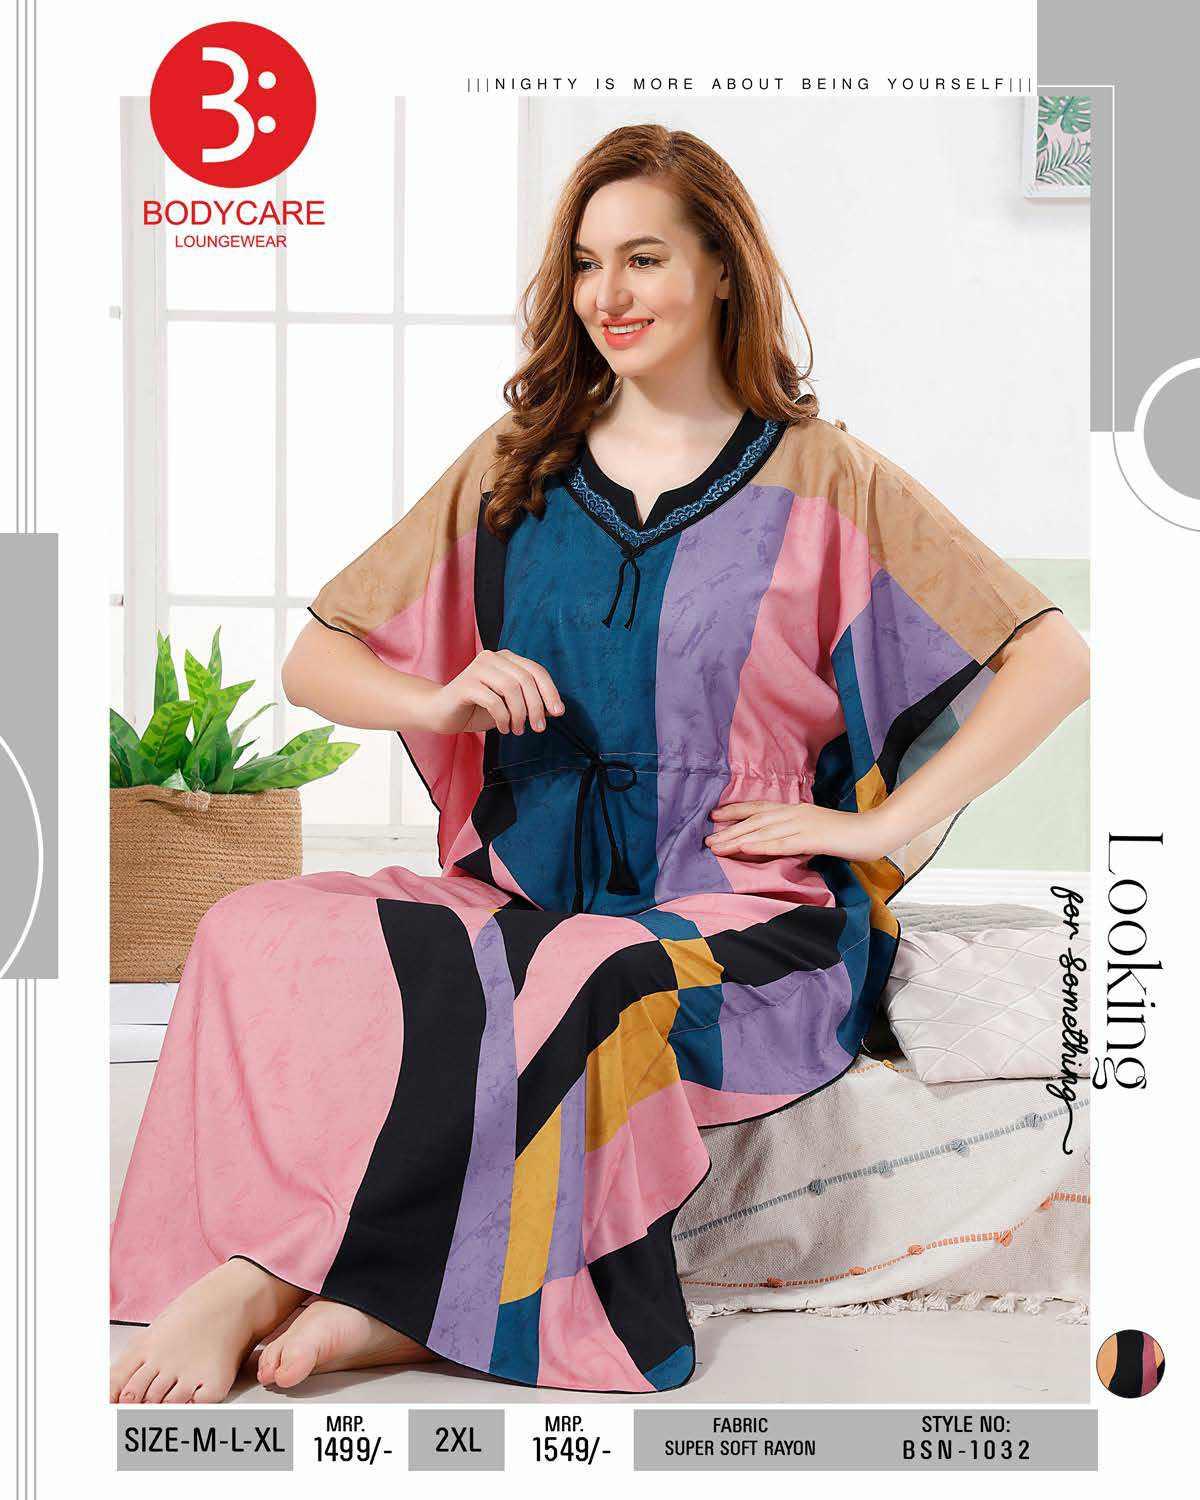 |||NIGHTY IS MORE ABOUT BEING YOURSELF|||
B:
BODYCARE
LOUNGEWEAR
Looking
for something
SIZE-M-L-XL
MRP.
1499/-
2XL
MRP.
1549/-
FABRIC
SUPER SOFT RAYON
STYLE NO:
BSN-1032